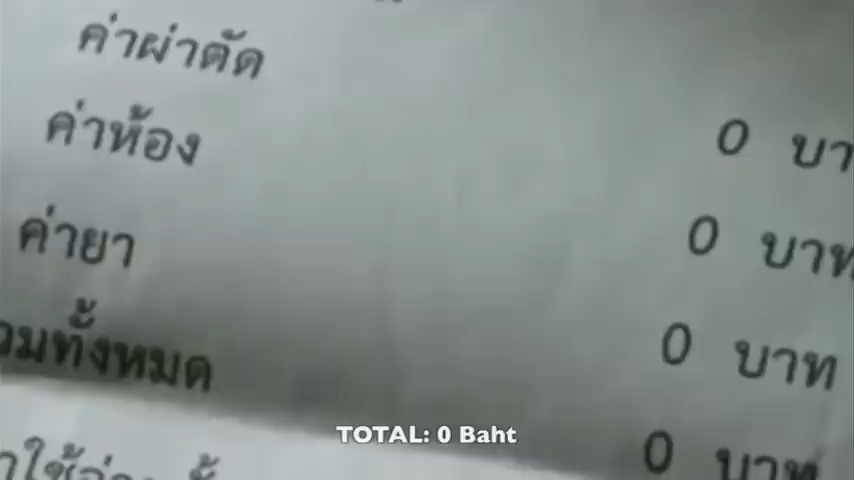 ค่าผ่าตัด 0 บา
ค่าห้อง 0 บาท
ค่ายา 0 บาท
วมทั้งหมด 0 บาท
TOTAL: 0 Baht